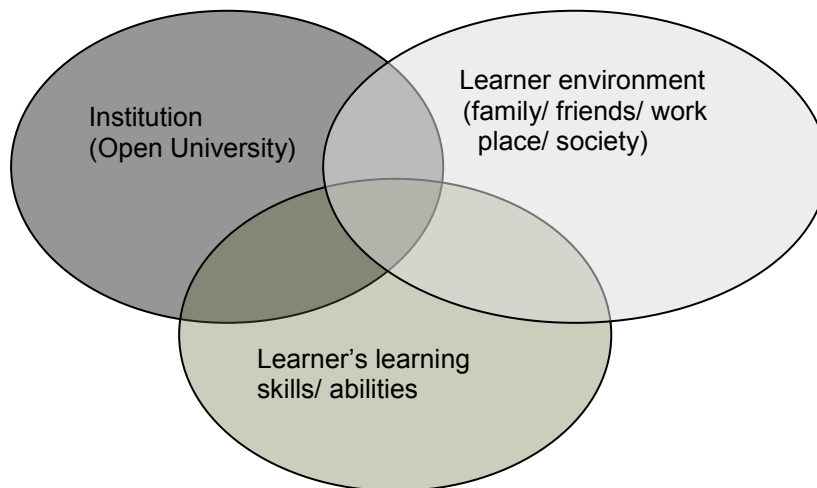 Institution
(Open University)
Learner environment
(family/ friends/ work
place/ society)
Learner’s learning
skills/ abilities